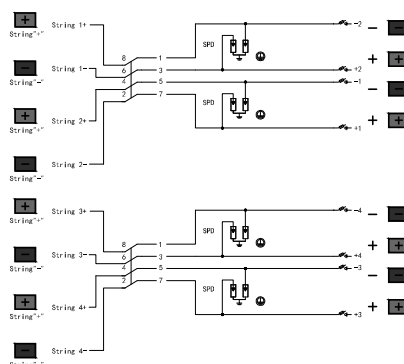 String 1+
String"+"
String 1-
String"-"
String 2+
String"+"
String 2-
String"-"
8 1
6 3
4 5
2 7
SPD
SPD
-2
+2
-1
+1
- -
+ +
- -
+ +
String 3+
String"+"
String 3-
String"-"
String 4+
String"+"
String 4-
String"-"
8 1
6 3
4 5
2 7
SPD
SPD
-4
+4
-3
+3
- -
+ +
- -
+ +